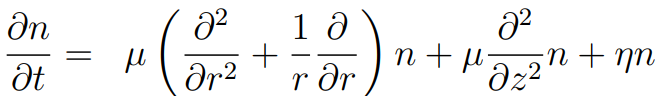 ∂n/∂t = μ (∂²/∂r² + 1/r ∂/∂r) n + μ ∂²/∂z² n + ηn